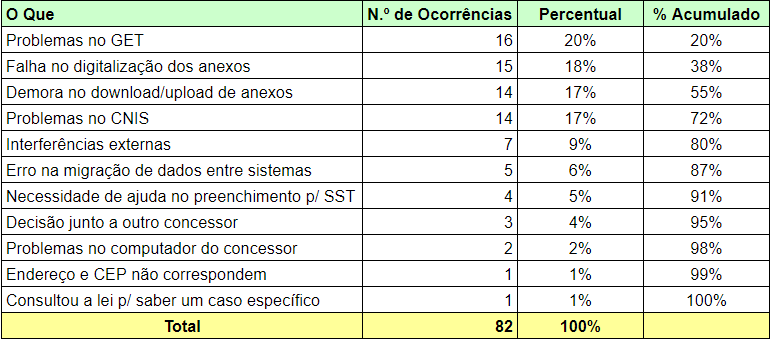 O Que N.º de Ocorrências Percentual % Acumulado
Problemas no GET 16 20% 20%
Falha no digitalização dos anexos 15 18% 38%
Demora no download/upload de anexos 14 17% 55%
Problemas no CNIS 14 17% 72%
Interferências externas 7 9% 80%
Erro na migração de dados entre sistemas 5 6% 87%
Necessidade de ajuda no preenchimento p/ SST 4 5% 91%
Decisão junto a outro concessor 3 4% 95%
Problemas no computador do concessor 2 2% 98%
Endereço e CEP não correspondem 1 1% 99%
Consultou a lei p/ saber um caso específico 1 1% 100%
Total 82 100%